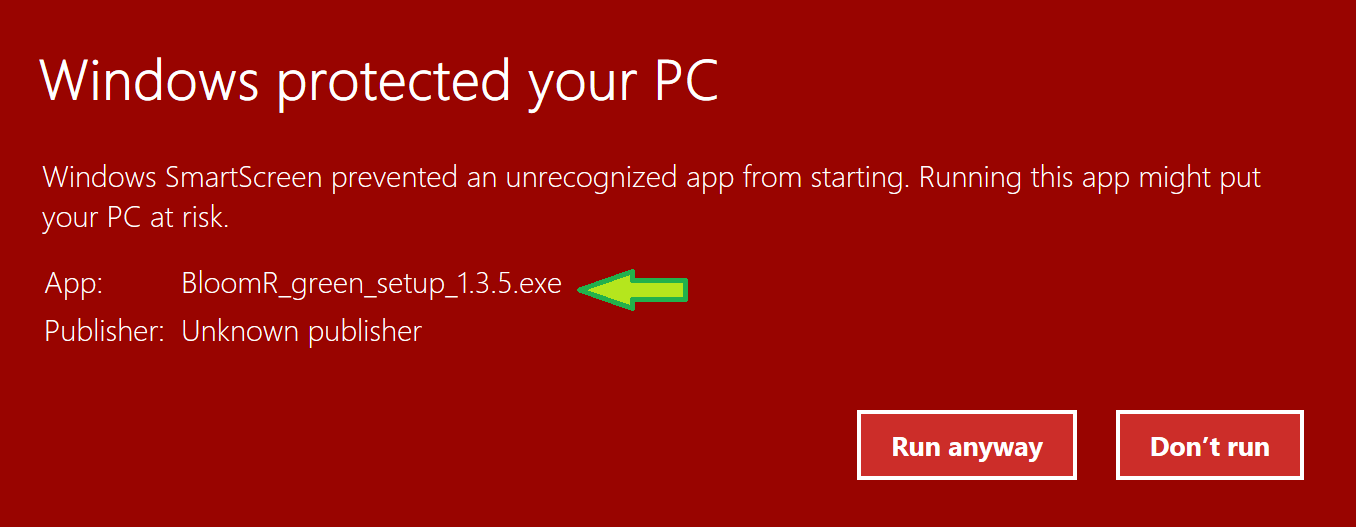 Windows protected your PC
Windows SmartScreen prevented an unrecognized app from starting. Running this app might put
your PC at risk.
App: BloomR_green_setup_1.3.5.exe
Publisher: Unknown publisher
Run anyway Don’t run